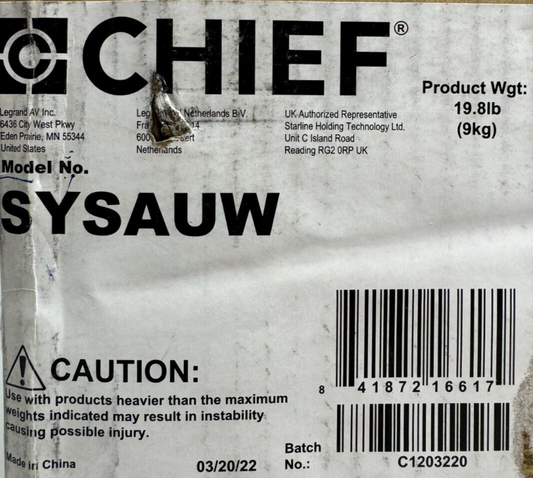 CHIEF®
Product Wgt:
19.8lb
(9kg)
Legrand AV Inc.
6436 City West Pkwy
Eden Prairie, MN 55344
United States
Netherlands B.V.
14
Netherlands
UK Authorized Representative
Starline Holding Technology Ltd.
Unit C Island Road
Reading RG2 0RP UK
Model No.
SYSAUW
CAUTION:
Use with products heavier than the maximum
weights indicated may result in instability
causing possible injury.
Made in China
03/20/22
8 41872 16617
Batch
No.:
C1203220